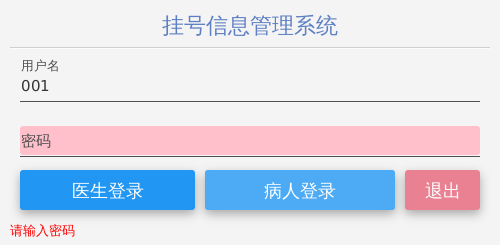 挂号信息管理系统
用户名
001
密码
医生登录 病人登录 退出
请输入密码